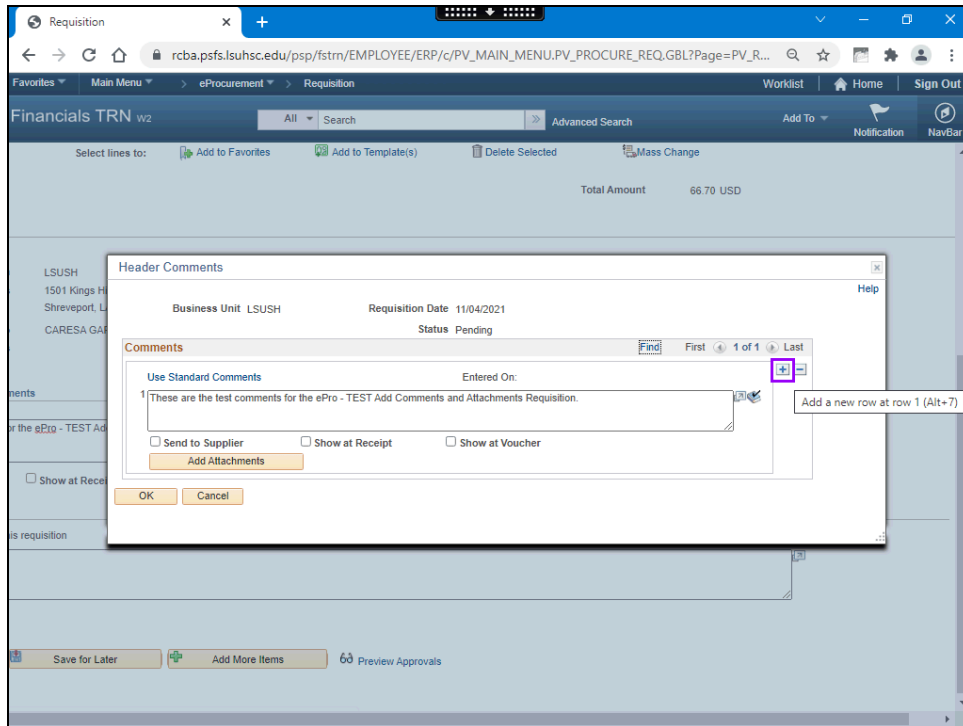 Requisition
rcba.psfs.lsuhsc.edu/psp/fstrn/EMPLOYEE/ERP/c/PV_MAIN_MENU.PV_PROCURE_REQ.GBL?Page=PV_R...
Favorites Main Menu > eProcurement > Requisition Worklist Home Sign Out
Financials TRN W2 All Search Advanced Search Add To Notification NavBar
Select lines to: Add to Favorites Add to Template(s) Delete Selected Mass Change
Total Amount 66.70 USD
LSUSH
1501 Kings Hi
Shreveport, L
CARESA GAR
ments
or the ePro - TEST Ad
Show at Recei
his requisition
Header Comments
Help
Business Unit LSUSH Requisition Date 11/04/2021
Status Pending
Comments Find First 1 of 1 Last
Use Standard Comments Entered On:
1 These are the test comments for the ePro - TEST Add Comments and Attachments Requisition.
Add a new row at row 1 (Alt+7)
Send to Supplier Show at Receipt Show at Voucher
Add Attachments
OK Cancel
Save for Later Add More Items Preview Approvals